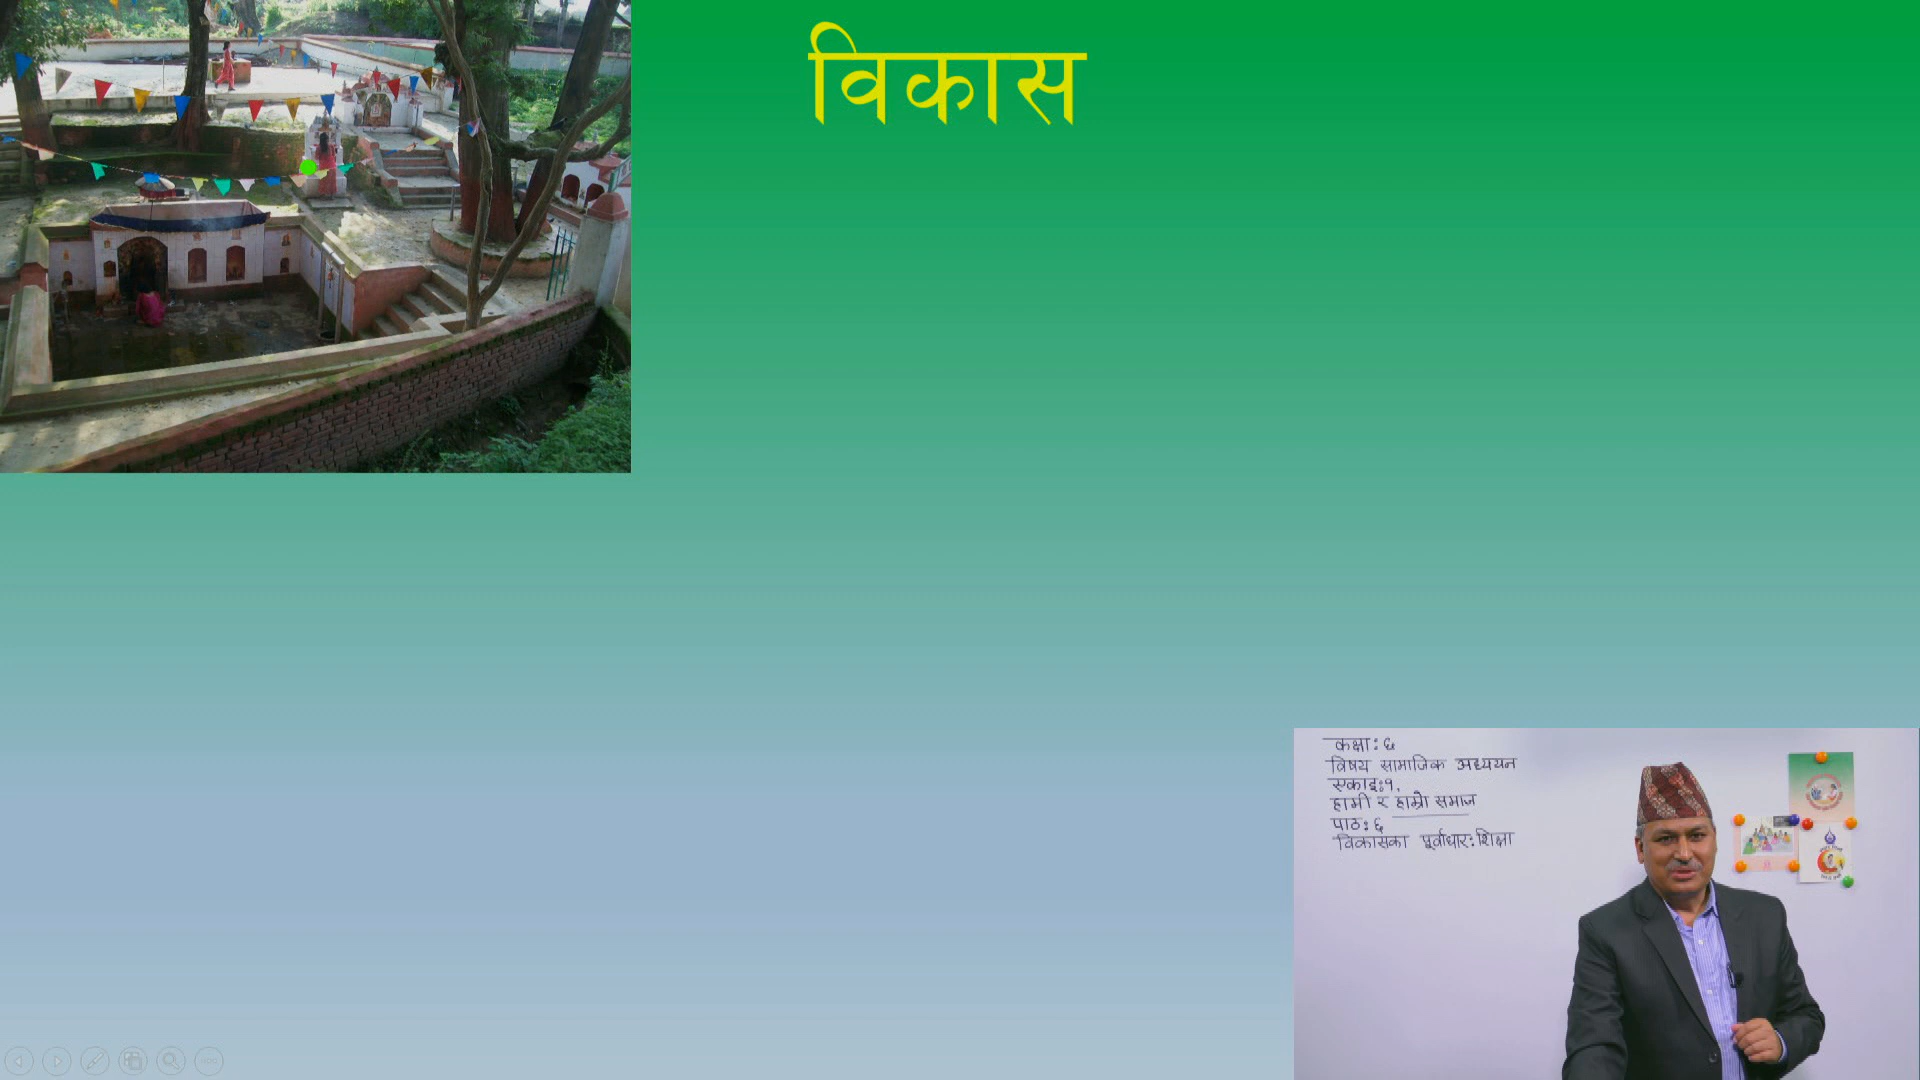 विकास
कक्षा: ६
विषय सामाजिक अध्ययन
एकाइ:१,
हामी र हाम्रो समाज
पाठ: ६
विकासका पूर्वाधार: शिक्षा